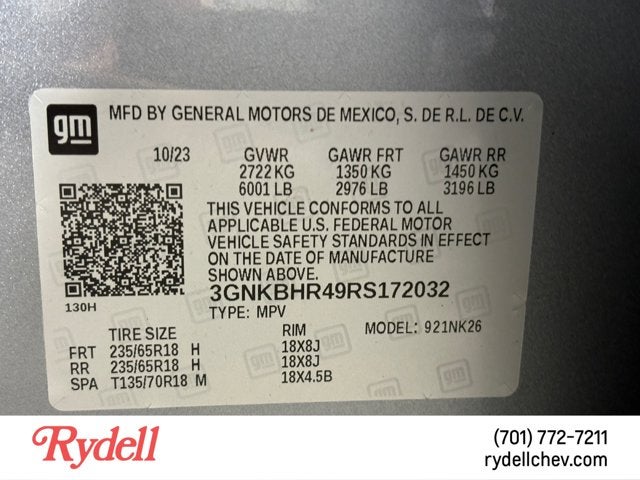 gm MFD BY GENERAL MOTORS DE MEXICO, S. DE R.L. DE C.V.
10/23 GVWR GAWR FRT GAWR RR
2722 KG 1350 KG 1450 KG
6001 LB 2976 LB 3196 LB
THIS VEHICLE CONFORMS TO ALL
APPLICABLE U.S. FEDERAL MOTOR
VEHICLE SAFETY STANDARDS IN EFFECT
ON THE DATE OF MANUFACTURE
SHOWN ABOVE.
3GNKBHR49RS172032
130H
TYPE: MPV
TIRE SIZE RIM MODEL: 921NK26
FRT 235/65R18 H 18X8J
RR 235/65R18 H 18X8J
SPA T135/70R18 M 18X4.5B
Rydell
(701) 772-7211
rydellchev.com